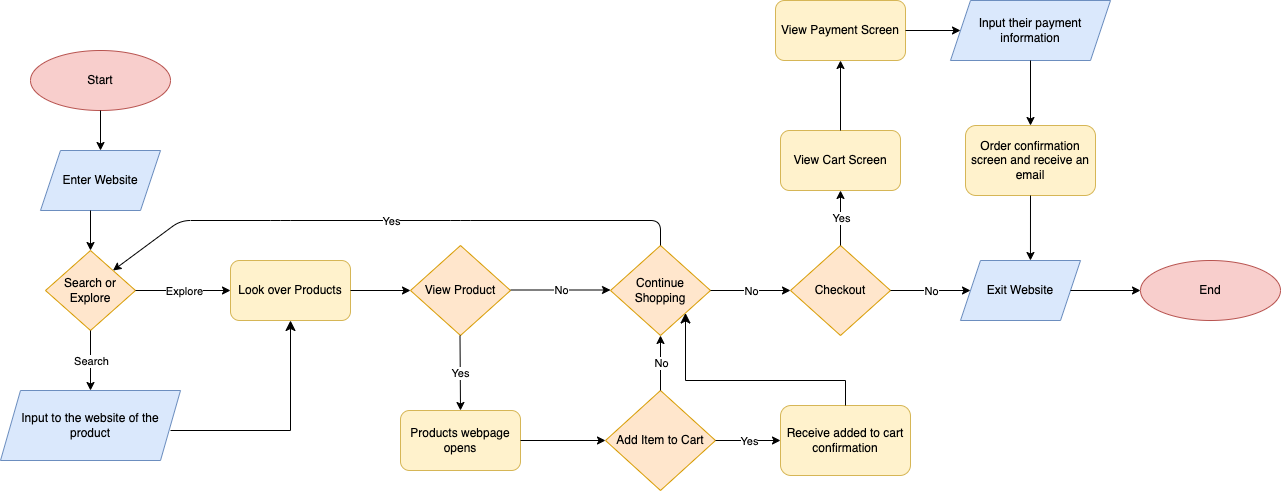 View Payment Screen
Input their payment
information
Start
Order confirmation
screen and receive an
email
View Cart Screen
Enter Website
Yes
Yes
Search or
Explore
Explore
Look over Products
View Product
No
Continue
Shopping
No
Checkout
No
Exit Website
End
Search
Yes
No
Input to the website of the
product
Products webpage
opens
Add Item to Cart
Yes
Receive added to cart
confirmation